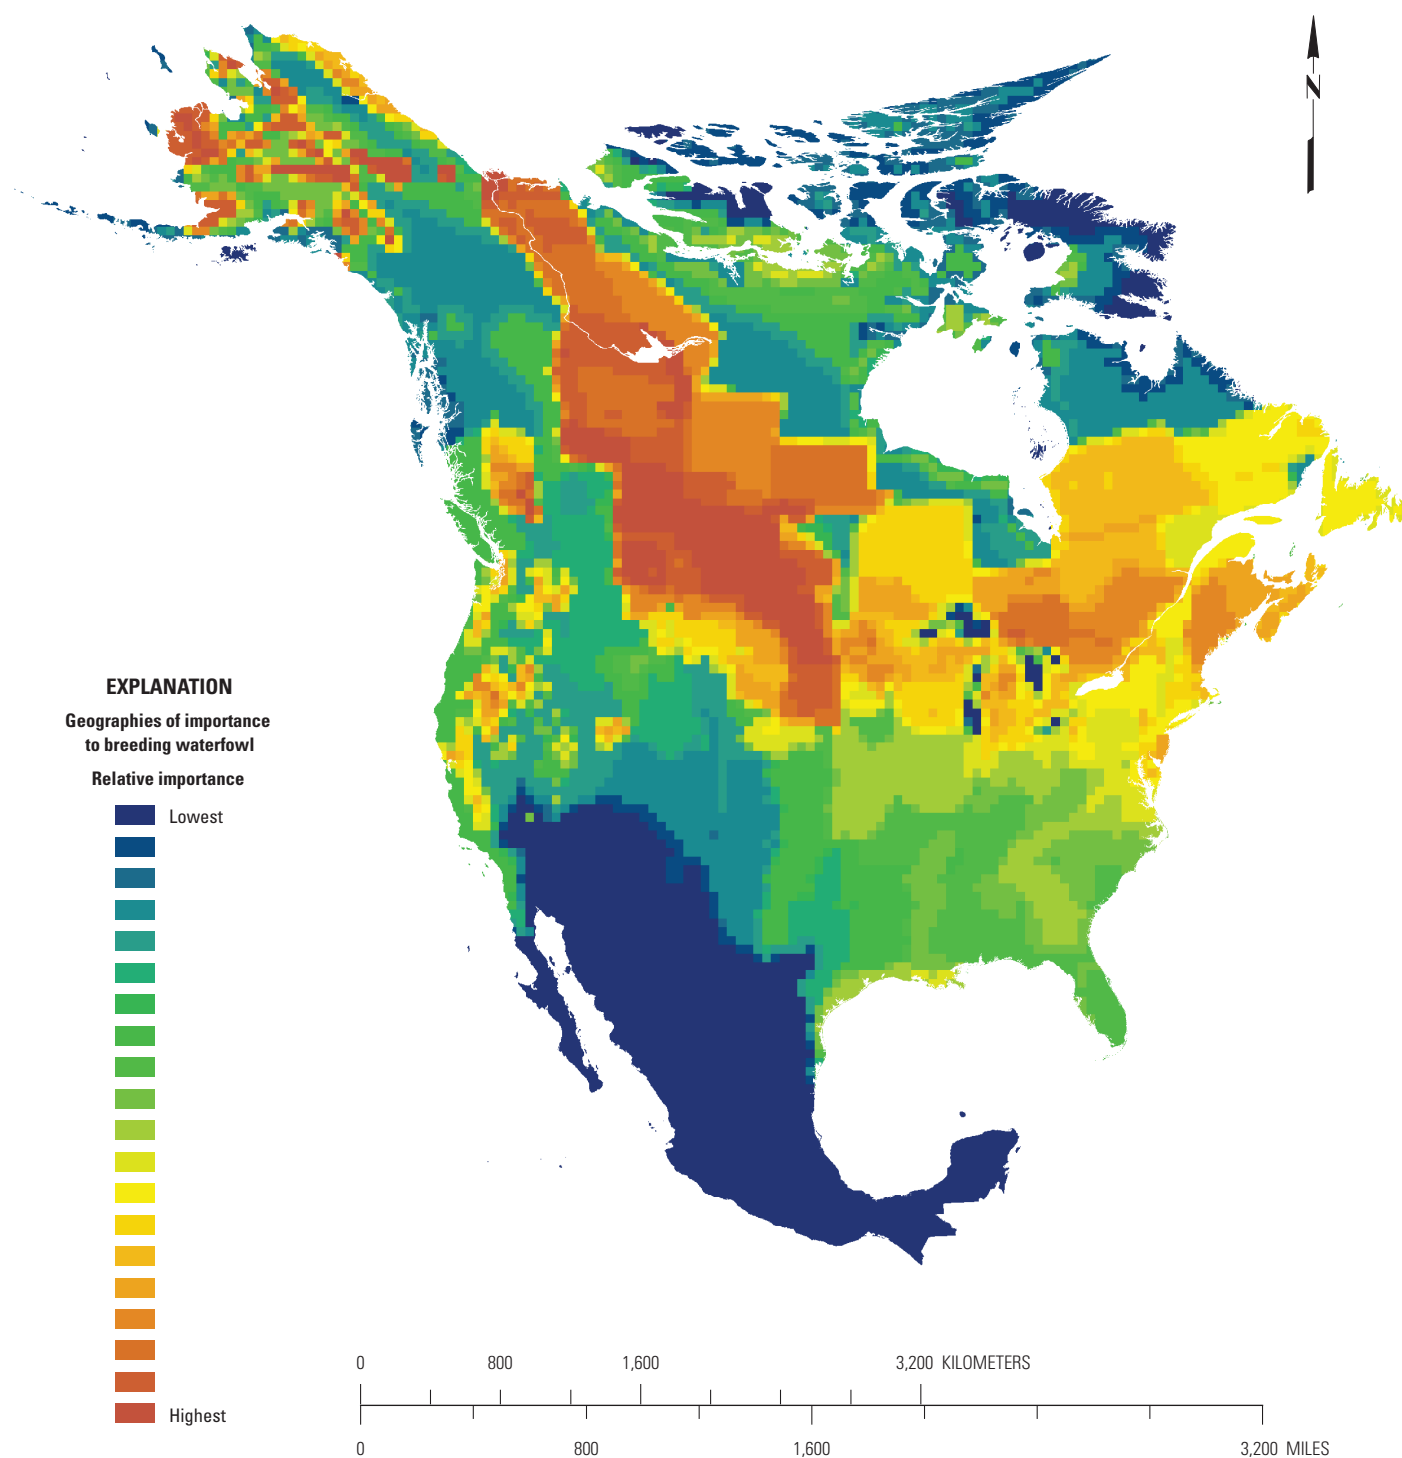 N
EXPLANATION
Geographies of importance
to breeding waterfowl
Relative importance
Lowest
Highest
0 800 1,600 3,200 KILOMETERS
0 800 1,600 3,200 MILES